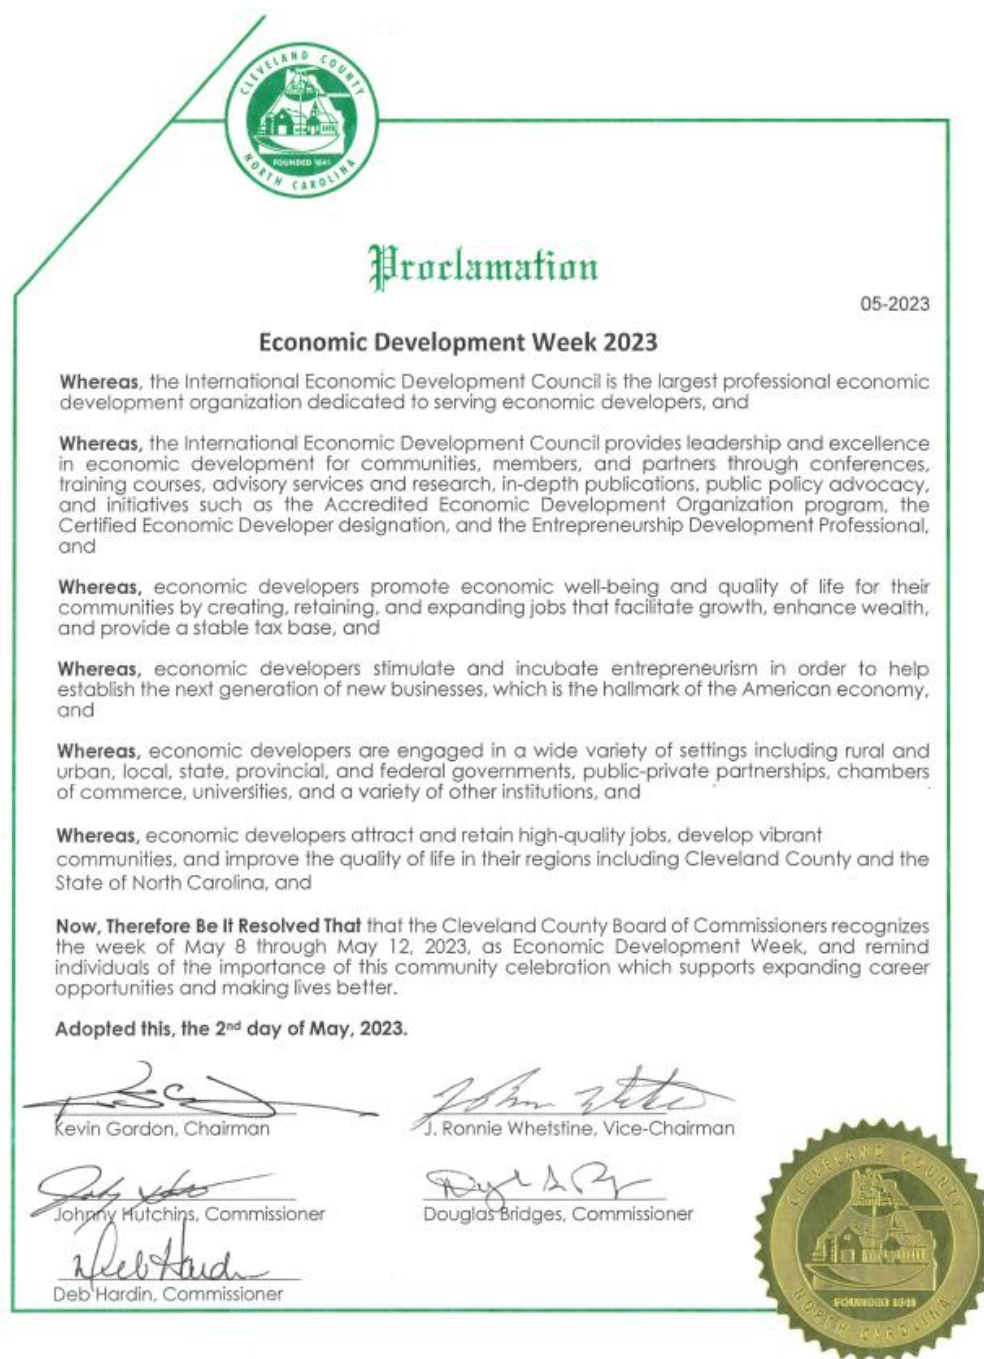 CLEVELAND COUNTY
FOUNDED 1841
NORTH CAROLINA
Proclamation
05-2023
Economic Development Week 2023
Whereas, the International Economic Development Council is the largest professional economic
development organization dedicated to serving economic developers, and
Whereas, the International Economic Development Council provides leadership and excellence
in economic development for communities, members, and partners through conferences,
training courses, advisory services and research, in-depth publications, public policy advocacy,
and initiatives such as the Accredited Economic Development Organization program, the
Certified Economic Developer designation, and the Entrepreneurship Development Professional,
and
Whereas, economic developers promote economic well-being and quality of life for their
communities by creating, retaining, and expanding jobs that facilitate growth, enhance wealth,
and provide a stable tax base, and
Whereas, economic developers stimulate and incubate entrepreneurism in order to help
establish the next generation of new businesses, which is the hallmark of the American economy,
and
Whereas, economic developers are engaged in a wide variety of settings including rural and
urban, local, state, provincial, and federal governments, public-private partnerships, chambers
of commerce, universities, and a variety of other institutions, and
Whereas, economic developers attract and retain high-quality jobs, develop vibrant
communities, and improve the quality of life in their regions including Cleveland County and the
State of North Carolina, and
Now, Therefore Be It Resolved That that the Cleveland County Board of Commissioners recognizes
the week of May 8 through May 12, 2023, as Economic Development Week, and remind
individuals of the importance of this community celebration which supports expanding career
opportunities and making lives better.
Adopted this, the 2nd day of May, 2023.
Kevin Gordon, Chairman
J. Ronnie Whetstine, Vice-Chairman
Johnny Hutchins, Commissioner
Douglas Bridges, Commissioner
Deb Hardin
Deb Hardin, Commissioner
CLEVELAND COUNTY
FOUNDED 1841
NORTH CAROLINA